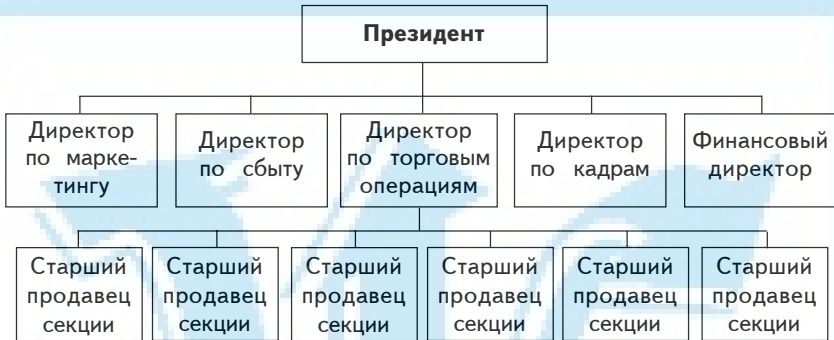 Президент
Директор
по марке-
тингу
Директор
по сбыту
Директор
по торговым
операциям
Директор
по кадрам
Финансовый
директор
Старший
продавец
секции
Старший
продавец
секции
Старший
продавец
секции
Старший
продавец
секции
Старший
продавец
секции
Старший
продавец
секции